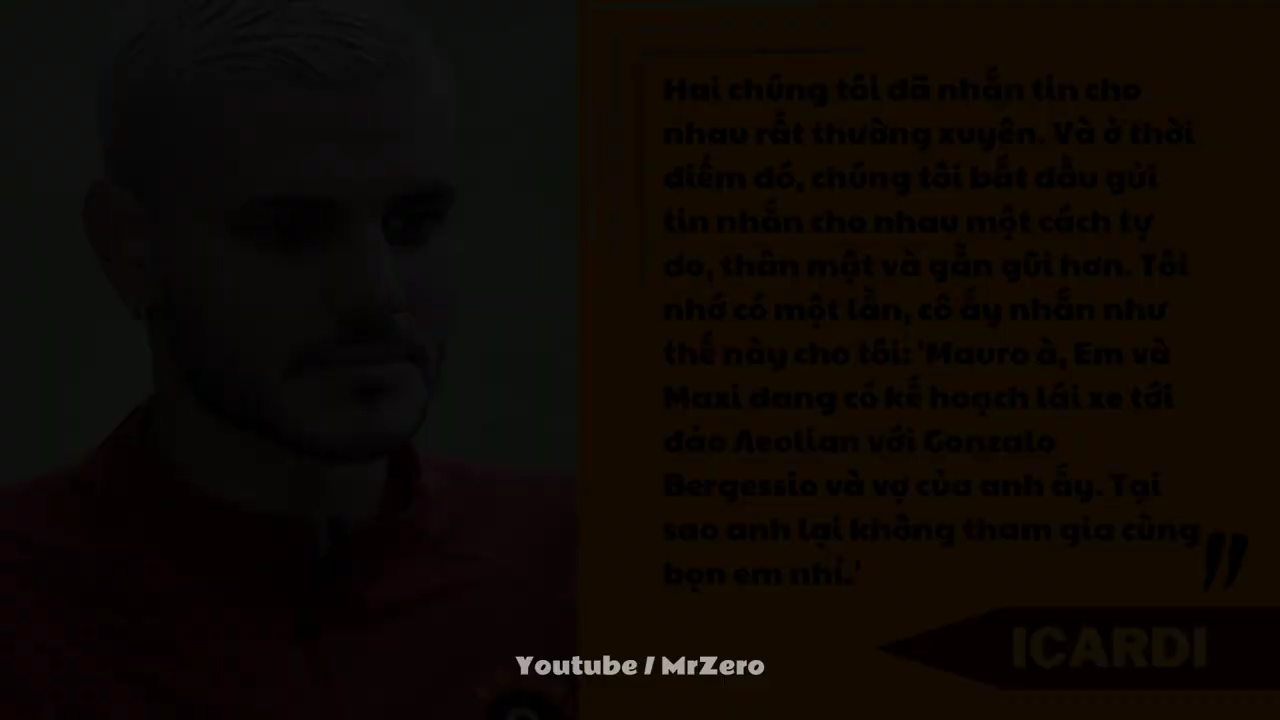 Hai chúng tôi đã nhắn tin cho
nhau rất thường xuyên. Và ở thời
điểm đó, chúng tôi bắt đầu gửi
tin nhắn cho nhau một cách tự
do, thân mật và gần gũi hơn. Tôi
nhớ có một lần, cô ấy nhắn như
thế này cho tôi: 'Mauro à, Em và
Maxi đang có kế hoạch lái xe tới
đảo Aeolian với Gonzalo
Bergessio và vợ của anh ấy. Tại
sao anh lại không tham gia cùng
bọn em nhỉ.'
"
ICARDI
Youtube / MrZero